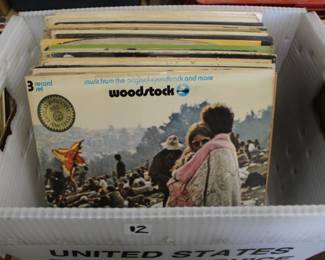 3 record set
music from the original soundtrack and more
woodstock
12
UNITED STATES